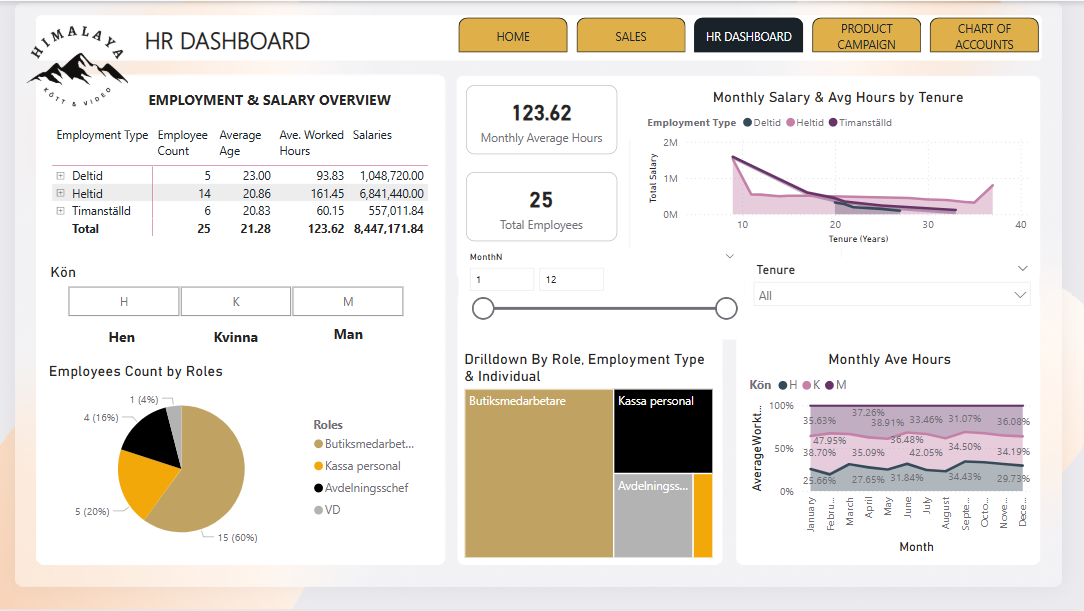 HIMALAYA
KÖTT & VIDEO
HR DASHBOARD
HOME
SALES
HR DASHBOARD
PRODUCT
CAMPAIGN
CHART OF
ACCOUNTS
EMPLOYMENT & SALARY OVERVIEW
Employment Type Employee Average Ave. Worked Salaries
Count Age Hours
Deltid 5 23.00 93.83 1,048,720.00
Heltid 14 20.86 161.45 6,841,440.00
Timanställd 6 20.83 60.15 557,011.84
Total 25 21.28 123.62 8,447,171.84
Kön
H K M
Hen Kvinna Man
Employees Count by Roles
1 (4%)
4 (16%)
5 (20%)
15 (60%)
Roles
Butiksmedarbet...
Kassa personal
Avdelningsschef
VD
123.62
Monthly Average Hours
25
Total Employees
Monthly Salary & Avg Hours by Tenure
Employment Type Deltid Heltid Timanställd
Total Salary
2M
1M
0M
10 20 30 40
Tenure (Years)
MonthN
1 12
Tenure
All
Drilldown By Role, Employment Type
& Individual
Butiksmedarbetare
Kassa personal
Avdelningss...
Monthly Ave Hours
Kön H K M
AverageWorkt...
100%
50%
0%
35.63% 37.26% 38.91% 33.46% 31.07% 36.08%
38.70% 47.95% 35.09% 36.48% 42.05% 34.50% 34.19%
25.66% 27.65% 31.84% 34.43% 29.73%
January
Febru...
March
April
May
June
July
August
Septe...
Octo...
Nove...
Dece...
Month